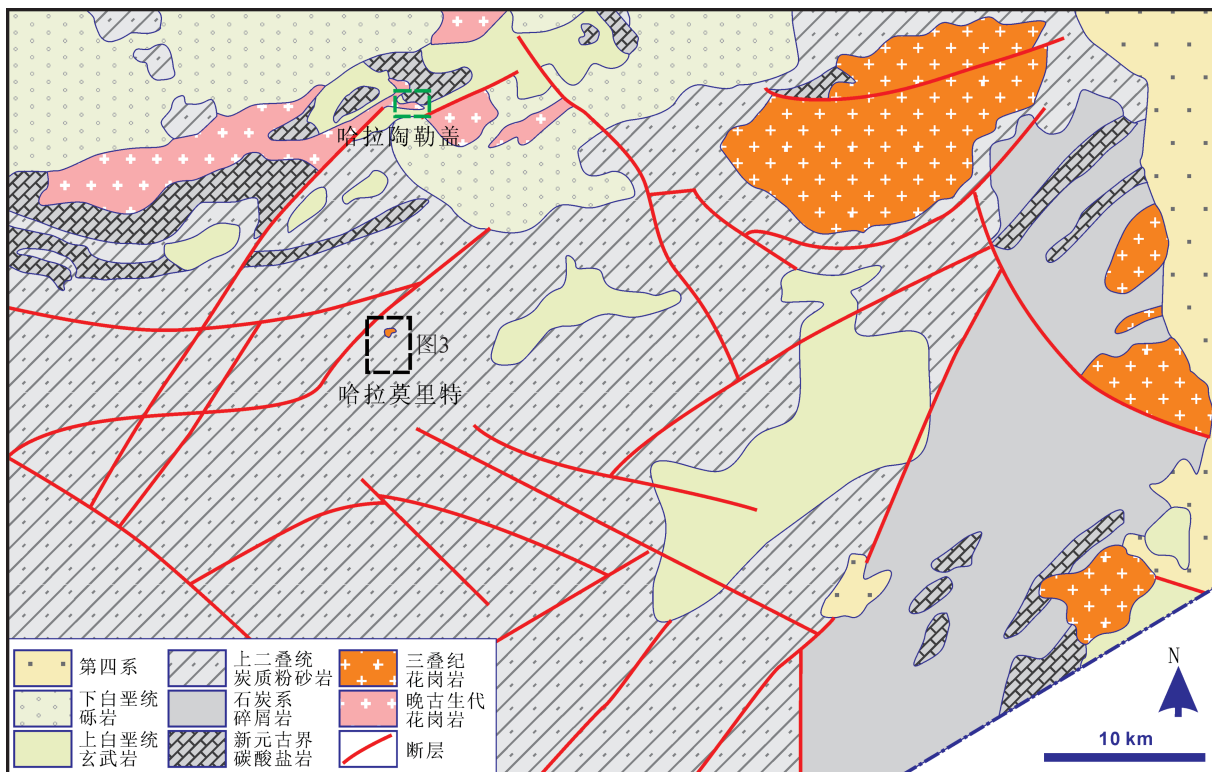 哈拉陶勒盖
图3
哈拉莫里特
第四系
下白垩统
砾岩
上白垩统
玄武岩
上二叠统
炭质粉砂岩
石炭系
碎屑岩
新元古界
碳酸盐岩
三叠纪
花岗岩
晚古生代
花岗岩
断层
N
10 km